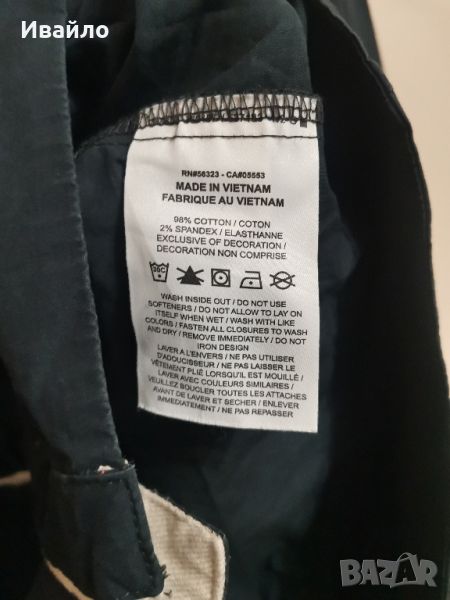 Ивайло
RN#56323 - CA#05553
MADE IN VIETNAM
FABRIQUE AU VIETNAM
98% COTTON / COTON
2% SPANDEX / ELASTHANNE
EXCLUSIVE OF DECORATION /
DECORATION NON COMPRISE
30C
WASH INSIDE OUT / DO NOT USE
SOFTENERS / DO NOT ALLOW TO LAY ON
ITSELF WHEN WET / WASH WITH LIKE
COLORS / FASTEN ALL CLOSURES TO WASH
AND DRY / REMOVE IMMEDIATELY / DO NOT
IRON DESIGN
LAVER A L'ENVERS / NE PAS UTILISER
D'ADOUCISSEUR / NE PAS LAISSER LE
VÊTEMENT PLIÉ LORSQU'IL EST MOUILLÉ /
LAVER AVEC COULEURS SIMILAIRES /
VEUILLEZ BOUCLER TOUTES LES ATTACHES
AVANT DE LAVER ET SECHER / ENLEVER
IMMEDIATEMENT / NE PAS REPASSER
BAZAR